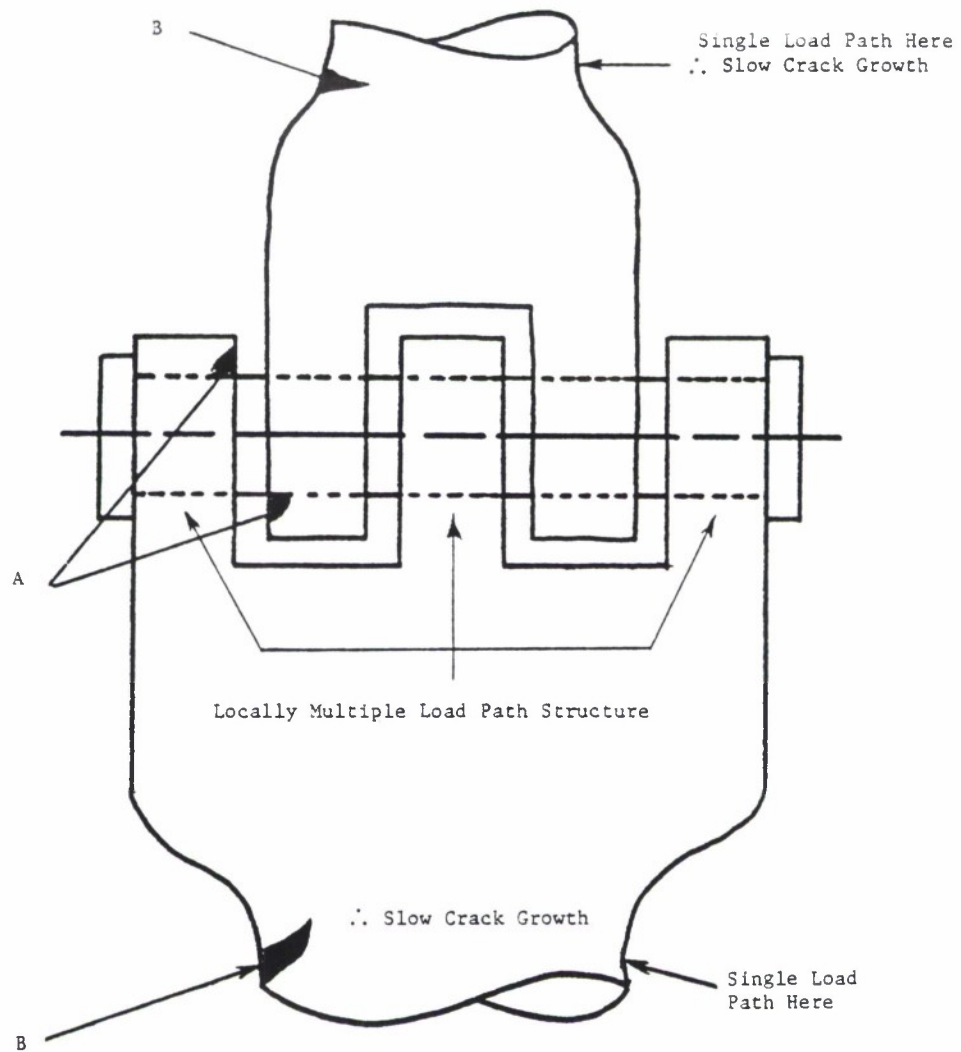 B
Single Load Path Here
∴ Slow Crack Growth
A
Locally Multiple Load Path Structure
∴ Slow Crack Growth
Single Load
Path Here
B